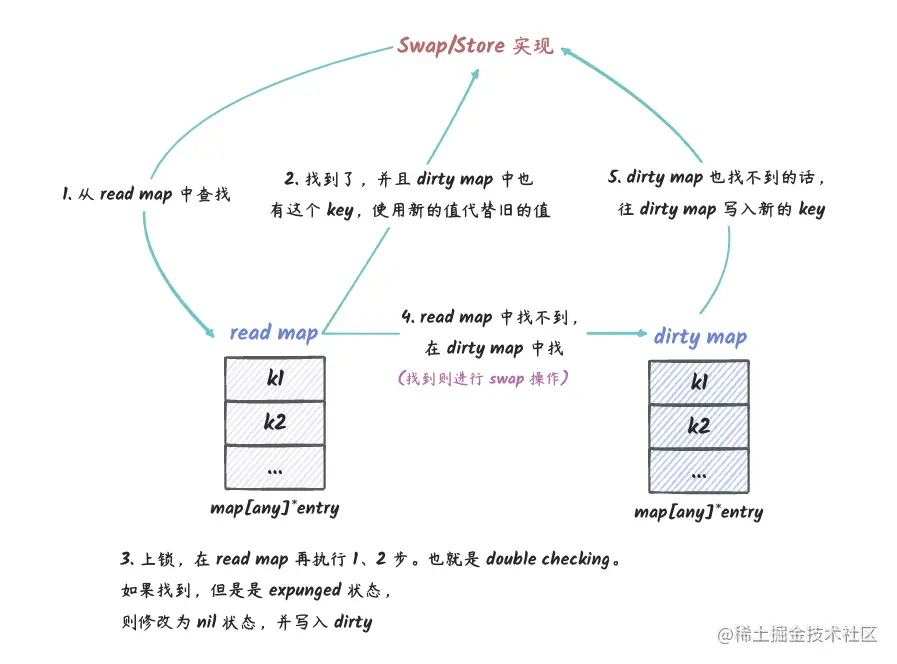 Swap/Store 实现
1. 从 read map 中查找
2. 找到了，并且 dirty map 中也
有这个 key，使用新的值代替旧的值
5. dirty map 也找不到的话，
往 dirty map 写入新的 key
read map
4. read map 中找不到，
在 dirty map 中找
(找到则进行 swap 操作)
dirty map
k1
k2
...
map[any]*entry
k1
k2
...
map[any]*entry
3. 上锁，在 read map 再执行 1、2 步。也就是 double checking。
如果找到，但是是 expunged 状态，
则修改为 nil 状态，并写入 dirty
@稀土掘金技术社区